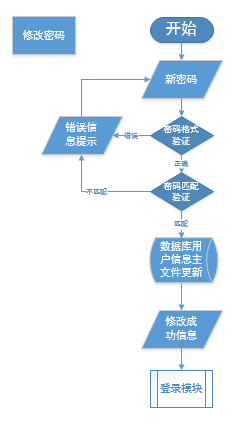 修改密码
开始
新密码
错误信
息提示
错误
密码格式
验证
正确
不匹配
密码匹配
验证
匹配
数据库用
户信息主
文件更新
修改成
功信息
登录模块